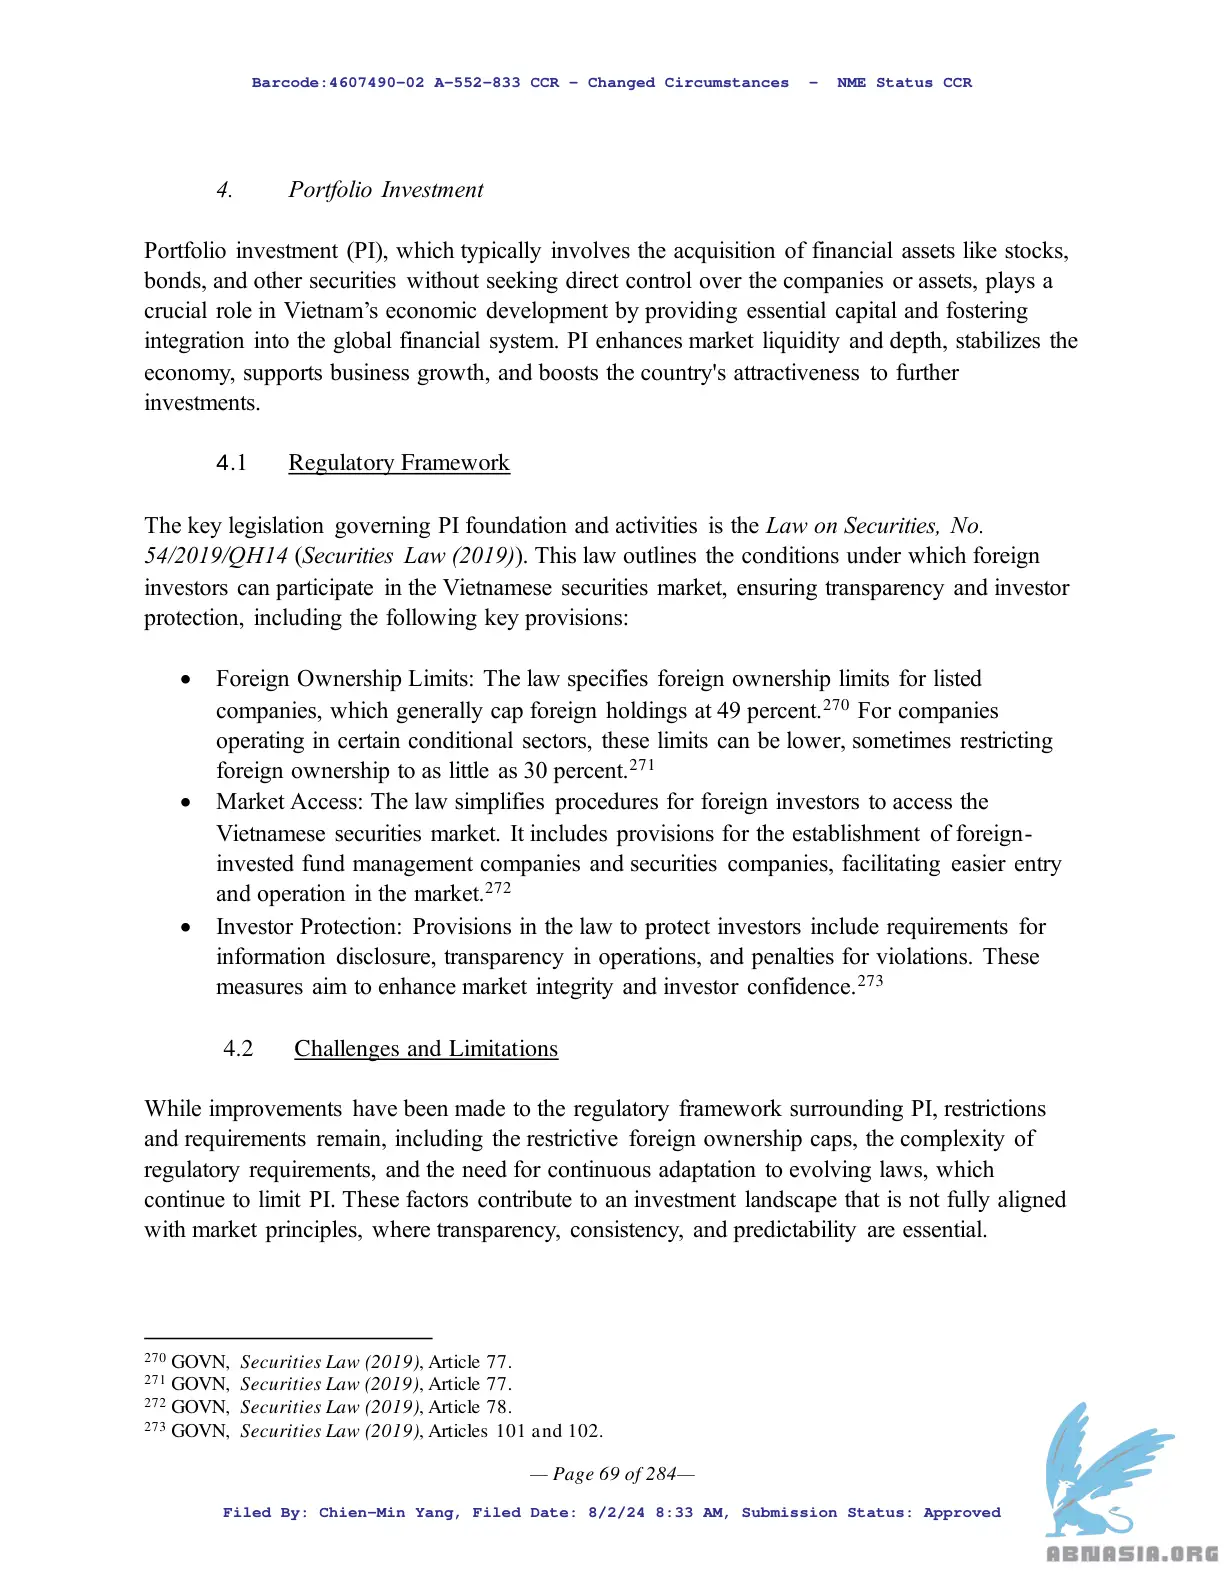 Barcode:4607490-02 A-552-833 CCR - Changed Circumstances - NME Status CCR
4. Portfolio Investment
Portfolio investment (PI), which typically involves the acquisition of financial assets like stocks,
bonds, and other securities without seeking direct control over the companies or assets, plays a
crucial role in Vietnam’s economic development by providing essential capital and fostering
integration into the global financial system. PI enhances market liquidity and depth, stabilizes the
economy, supports business growth, and boosts the country's attractiveness to further
investments.
4.1 Regulatory Framework
The key legislation governing PI foundation and activities is the Law on Securities, No.
54/2019/QH14 (Securities Law (2019)). This law outlines the conditions under which foreign
investors can participate in the Vietnamese securities market, ensuring transparency and investor
protection, including the following key provisions:
• Foreign Ownership Limits: The law specifies foreign ownership limits for listed
companies, which generally cap foreign holdings at 49 percent.270 For companies
operating in certain conditional sectors, these limits can be lower, sometimes restricting
foreign ownership to as little as 30 percent.271
• Market Access: The law simplifies procedures for foreign investors to access the
Vietnamese securities market. It includes provisions for the establishment of foreign-
invested fund management companies and securities companies, facilitating easier entry
and operation in the market.272
• Investor Protection: Provisions in the law to protect investors include requirements for
information disclosure, transparency in operations, and penalties for violations. These
measures aim to enhance market integrity and investor confidence.273
4.2 Challenges and Limitations
While improvements have been made to the regulatory framework surrounding PI, restrictions
and requirements remain, including the restrictive foreign ownership caps, the complexity of
regulatory requirements, and the need for continuous adaptation to evolving laws, which
continue to limit PI. These factors contribute to an investment landscape that is not fully aligned
with market principles, where transparency, consistency, and predictability are essential.
270 GOVN, Securities Law (2019), Article 77.
271 GOVN, Securities Law (2019), Article 77.
272 GOVN, Securities Law (2019), Article 78.
273 GOVN, Securities Law (2019), Articles 101 and 102.
— Page 69 of 284—
Filed By: Chien-Min Yang, Filed Date: 8/2/24 8:33 AM, Submission Status: Approved
ABNASIA.ORG